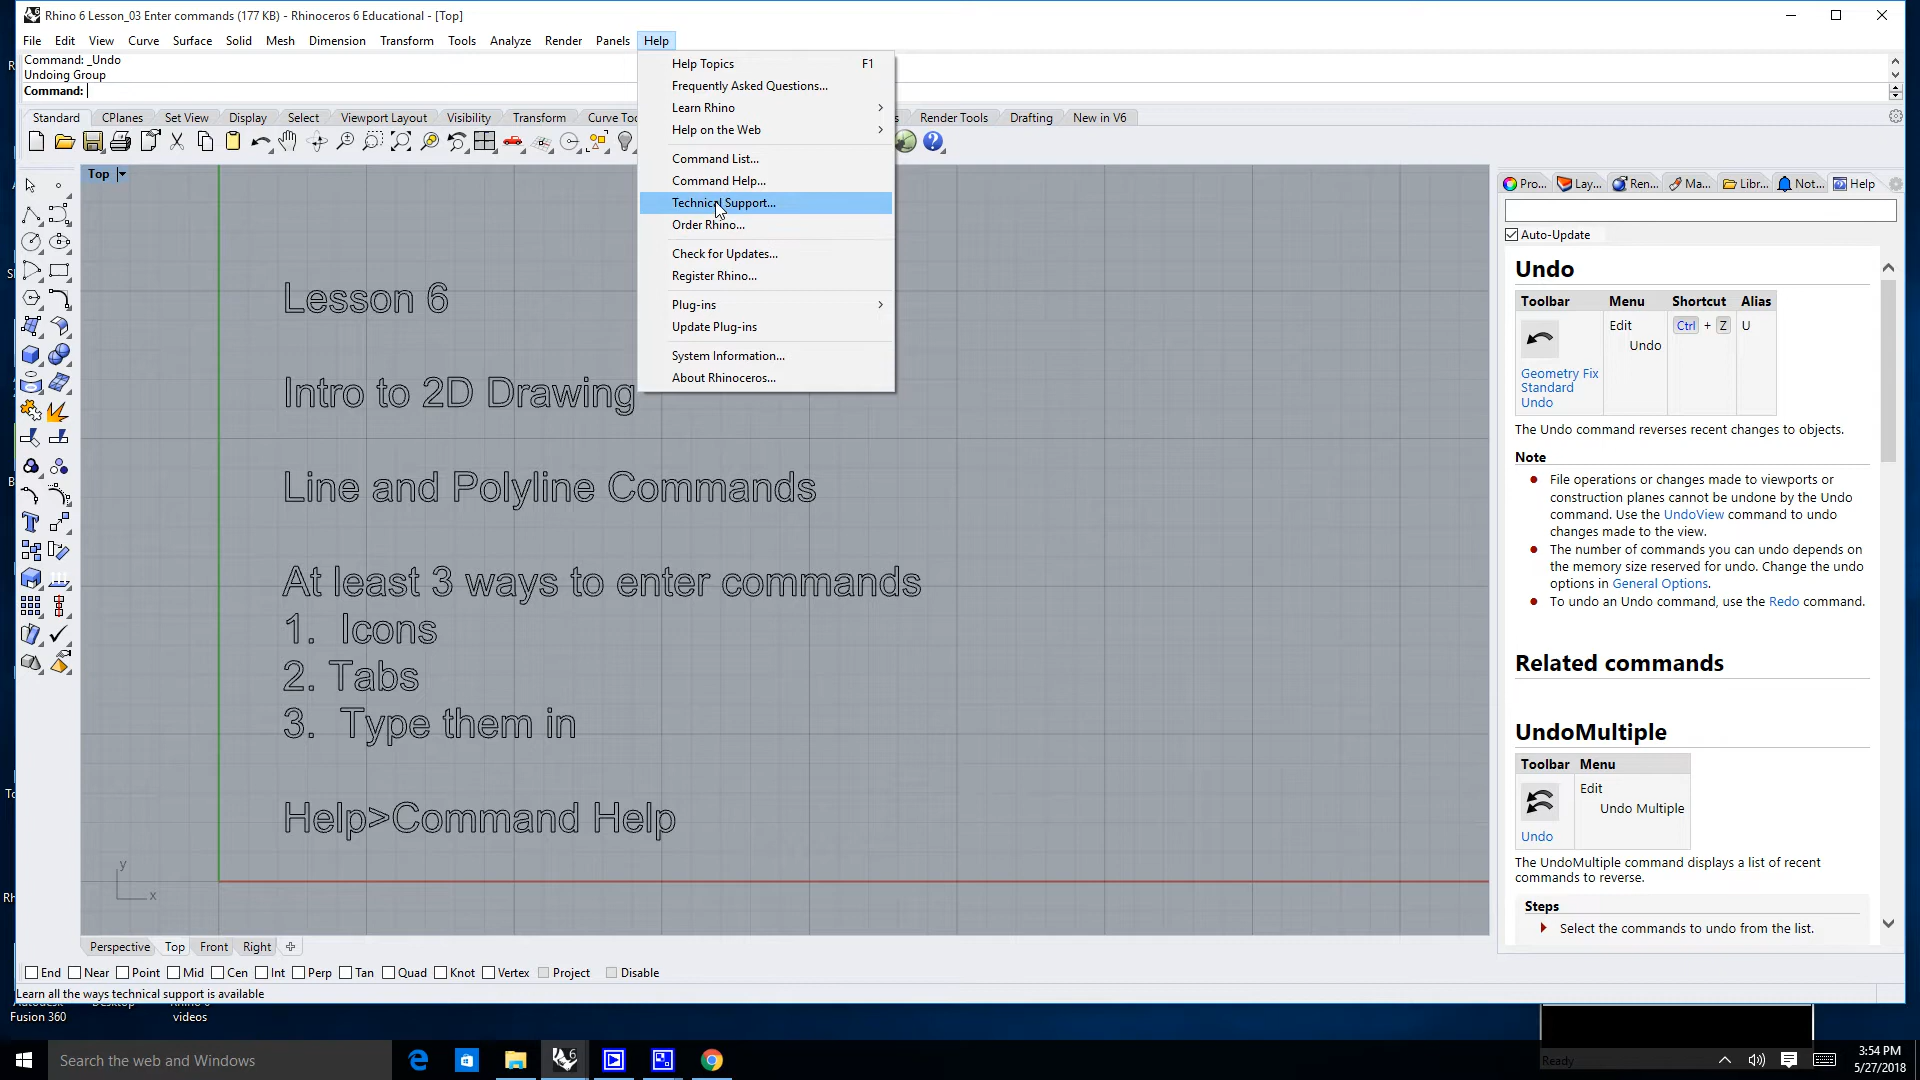 Rhino 6 Lesson_03 Enter commands (177 KB) - Rhinoceros 6 Educational - [Top]
File Edit View Curve Surface Solid Mesh Dimension Transform Tools Analyze Render Panels Help
Command: _Undo
Undoing Group
Command:
Standard CPlanes Set View Display Select Viewport Layout Visibility Transform Curve Too Render Tools Drafting New in V6
Help Topics F1
Frequently Asked Questions...
Learn Rhino
Help on the Web
Command List...
Command Help...
Technical Support...
Order Rhino...
Check for Updates...
Register Rhino...
Plug-ins
Update Plug-ins
System Information...
About Rhinoceros...
Top
Lesson 6
Intro to 2D Drawing
Line and Polyline Commands
At least 3 ways to enter commands
1. Icons
2. Tabs
3. Type them in
Help>Command Help
y
x
Pro... Lay... Ren... Ma... Libr... Not... Help
Auto-Update
Undo
Toolbar Menu Shortcut Alias
Edit Ctrl + Z U
Undo
Geometry Fix
Standard
Undo
The Undo command reverses recent changes to objects.
Note
File operations or changes made to viewports or
construction planes cannot be undone by the Undo
command. Use the UndoView command to undo
changes made to the view.
The number of commands you can undo depends on
the memory size reserved for undo. Change the undo
options in General Options.
To undo an Undo command, use the Redo command.
Related commands
UndoMultiple
Toolbar Menu
Edit
Undo Multiple
Undo
The UndoMultiple command displays a list of recent
commands to reverse.
Steps
Select the commands to undo from the list.
Perspective Top Front Right
End Near Point Mid Cen Int Perp Tan Quad Knot Vertex Project Disable
Learn all the ways technical support is available
Fusion 360
videos
Search the web and Windows
Ready
3:54 PM
5/27/2018